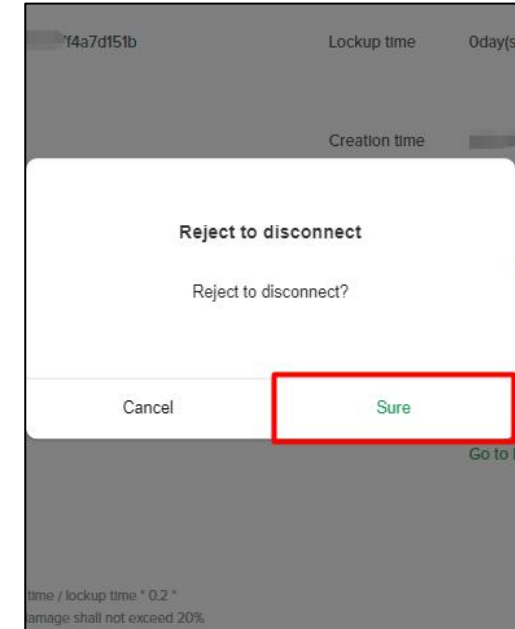 f4a7d151b Lockup time 0day(s
Creation time
Reject to disconnect
Reject to disconnect?
Cancel Sure
Go to
time / lockup time * 0.2 *
amage shall not exceed 20%